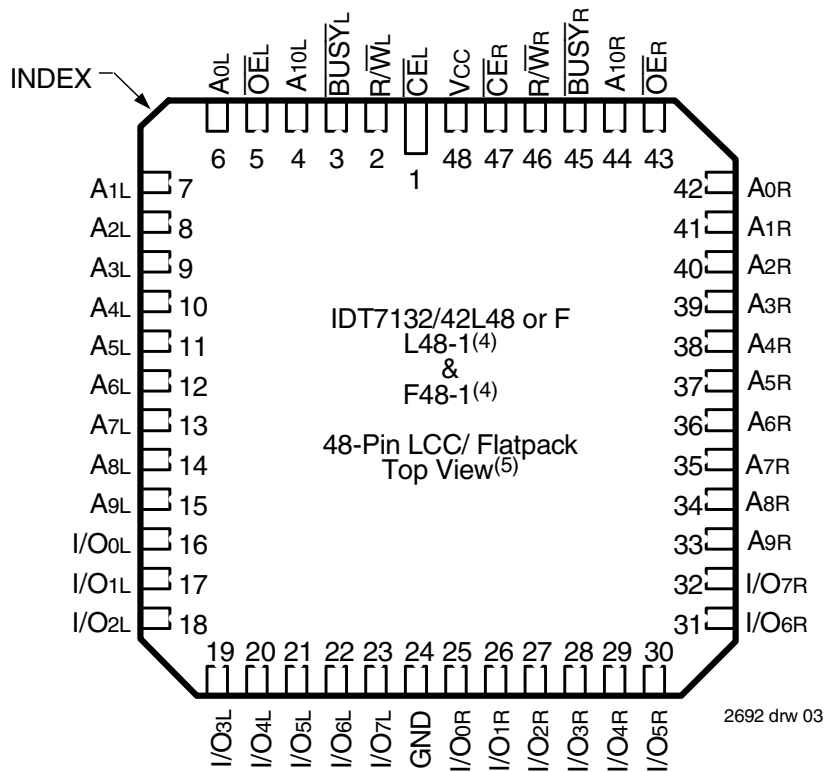 INDEX
A0L
OEL
A10L
BUSYL
R/WL
CEL
VCC
CER
R/WR
BUSYR
A10R
OER
6 5 4 3 2 1 48 47 46 45 44 43
A1L 7
A2L 8
A3L 9
A4L 10
A5L 11
A6L 12
A7L 13
A8L 14
A9L 15
I/O0L 16
I/O1L 17
I/O2L 18
42 A0R
41 A1R
40 A2R
39 A3R
38 A4R
37 A5R
36 A6R
35 A7R
34 A8R
33 A9R
32 I/O7R
31 I/O6R
IDT7132/42L48 or F
L48-1(4)
&
F48-1(4)
48-Pin LCC/ Flatpack
Top View(5)
19 20 21 22 23 24 25 26 27 28 29 30
I/O3L
I/O4L
I/O5L
I/O6L
I/O7L
GND
I/O0R
I/O1R
I/O2R
I/O3R
I/O4R
I/O5R
2692 drw 03